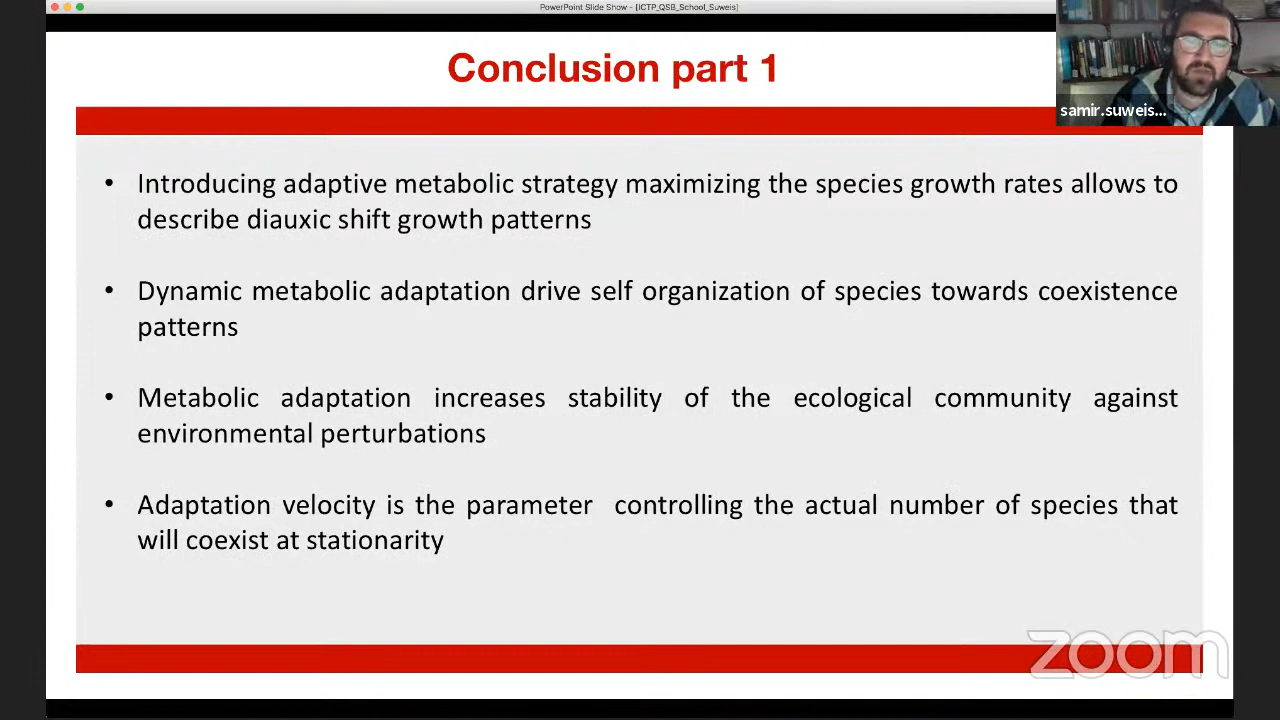 PowerPoint Slide Show - [ICTP_QSB_School_Suweis]
Conclusion part 1
samir.suweis...
• Introducing adaptive metabolic strategy maximizing the species growth rates allows to
describe diauxic shift growth patterns
• Dynamic metabolic adaptation drive self organization of species towards coexistence
patterns
• Metabolic adaptation increases stability of the ecological community against
environmental perturbations
• Adaptation velocity is the parameter controlling the actual number of species that
will coexist at stationarity
zoom